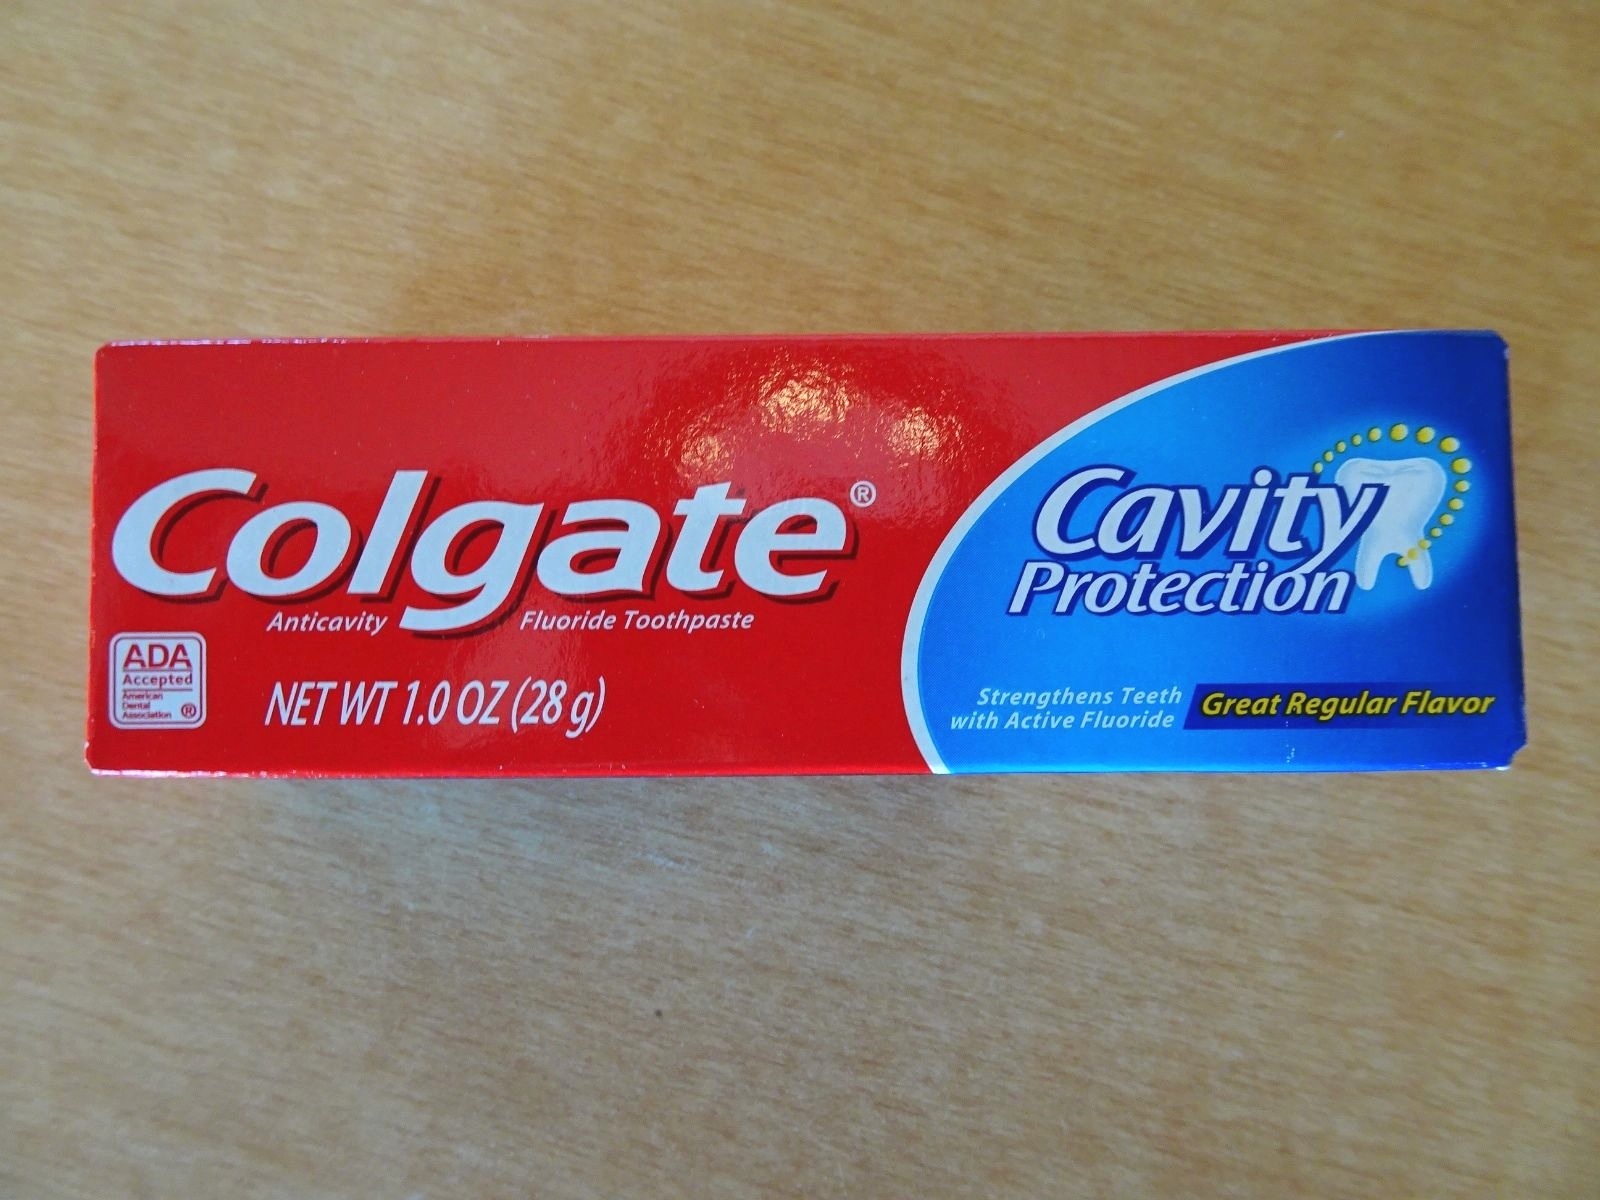 Colgate®
Anticavity Fluoride Toothpaste
ADA
Accepted
American
Dental
Association ®
NET WT 1.0 OZ (28 g)
Cavity
Protection
Strengthens Teeth
with Active Fluoride
Great Regular Flavor